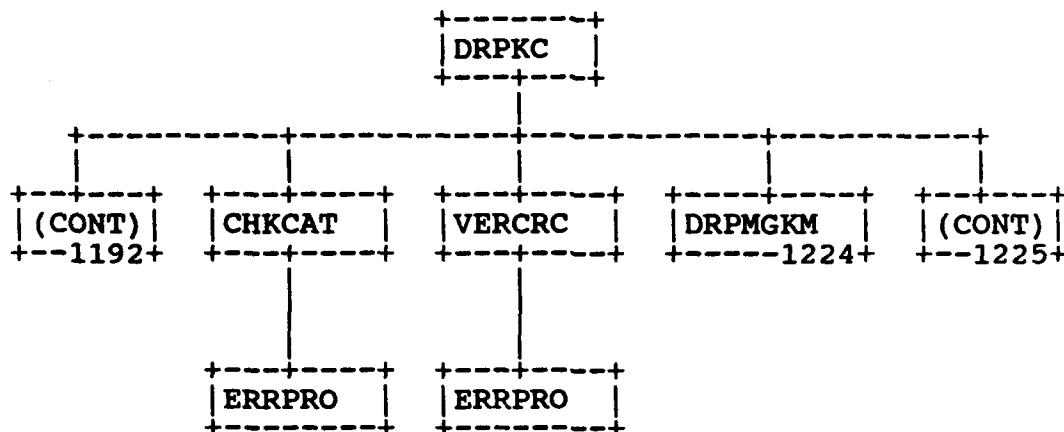 DRPKC
(CONT) CHKCAT VERCRC DRPMGKM (CONT)
1192 1224 1225
ERRPRO ERRPRO